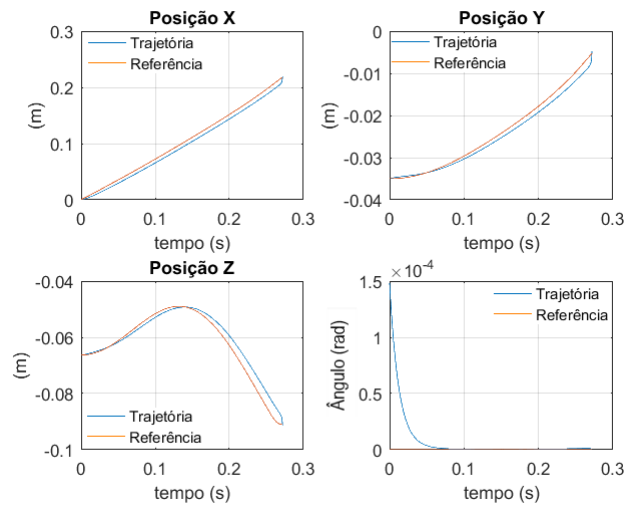 Posição X
0.3
0.2
0.1
0
(m)
Trajetória
Referência
0
0.1
0.2
0.3
tempo (s)
Posição Y
0
-0.01
-0.02
-0.03
-0.04
(m)
Trajetória
Referência
0
0.1
0.2
0.3
tempo (s)
Posição Z
-0.04
-0.06
-0.08
-0.1
(m)
Trajetória
Referência
0
0.1
0.2
0.3
tempo (s)
×10⁻⁴
1.5
1
0.5
0
Ângulo (rad)
Trajetória
Referência
0
0.1
0.2
0.3
tempo (s)